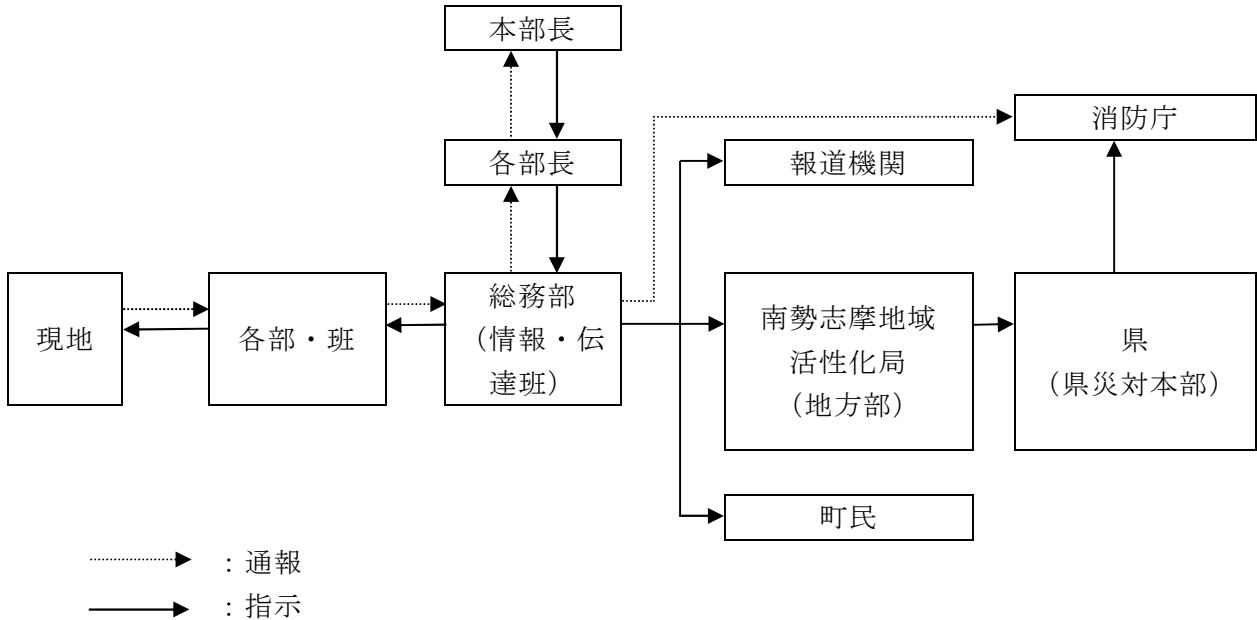 本部長
消防庁
各部長
報道機関
現地
各部・班
総務部
（情報・伝
達班）
南勢志摩地域
活性化局
（地方部）
県
（県災対本部）
町民
：通報
：指示